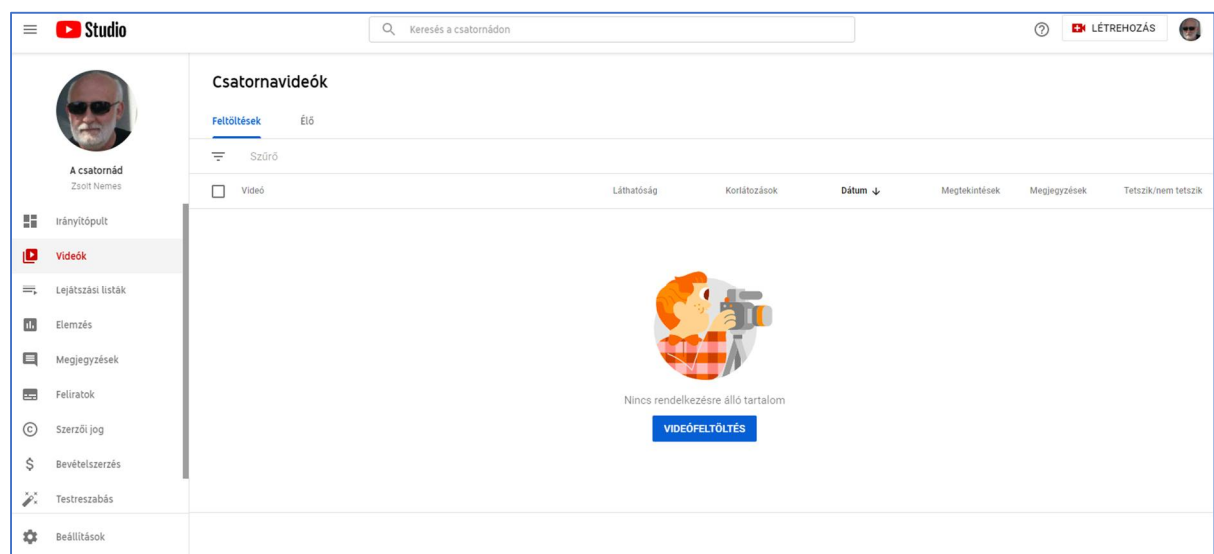 Studio
Keresés a csatornádon
LÉTREHOZÁS
A csatornád
Zsolt Nemes
Irányítópult
Videók
Lejátszási listák
Elemzés
Megjegyzések
Feliratok
Szerzői jog
Bevételszerzés
Testreszabás
Beállítások
Csatornavideók
Feltöltések Élő
Szűrő
Videó Láthatóság Korlátozások Dátum ↓ Megtekintések Megjegyzések Tetszik/nem tetszik
Nincs rendelkezésre álló tartalom
VIDEÓFELTÖLTÉS